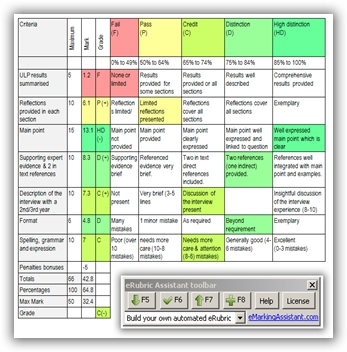 Criteria Maximum Mark Grade Fail (F) Pass (P) Credit (C) Distinction (D) High distinction (HD)
0% to 49% 50% to 64% 65% to 74% 75% to 84% 85% to 100%
ULP results summarised 5 1.2 F None or limited Results provided for some sections Results provided or all sections Results well described Comprehensive results provided
Reflections provided in each section 10 6.1 P (+) Reflections limited/ Limited reflections presented Reflections cover all sections Reflections cover all sections Exemplary
Main point 15 13.1 HD (-) Main point not provided Main point not clear Main point clearly expressed Main point well expressed and linked to question Well expressed main point which is clear
Supporting expert evidence & 2 in text references 10 8.3 D (+) Supporting evidence brief Referenced evidence very brief. Two in text direct references included. Two references (one indirect) provided. References well integrated with main point and examples.
Description of the interview with a 2nd/3rd year 10 7.3 C (+) Not present Very brief (3-5 lines Discussion of the interview present Insightful discussion of the experience interview (8-10)
Format 6 4.8 D Many mistakes 1 minor mistake As required Beyond requirement Exemplary
Spelling, grammar and expression 10 7 C Poor (over 10 mistakes) needs more care (10-8 mistakes) Needs more care & attention (8-6) mistakes) Generally good (4-6 mistakes) Excellent (0-3 mistakes)
Penalties bonuses -5
Totals 66 42.8
Percentages 100 64.8
Max Mark 50 32.4
Grade C(-)
eRubric Assistant toolbar
F5 F6 F7 F8 Help License
Build your own automated eRubric eMarkingAssistant.com